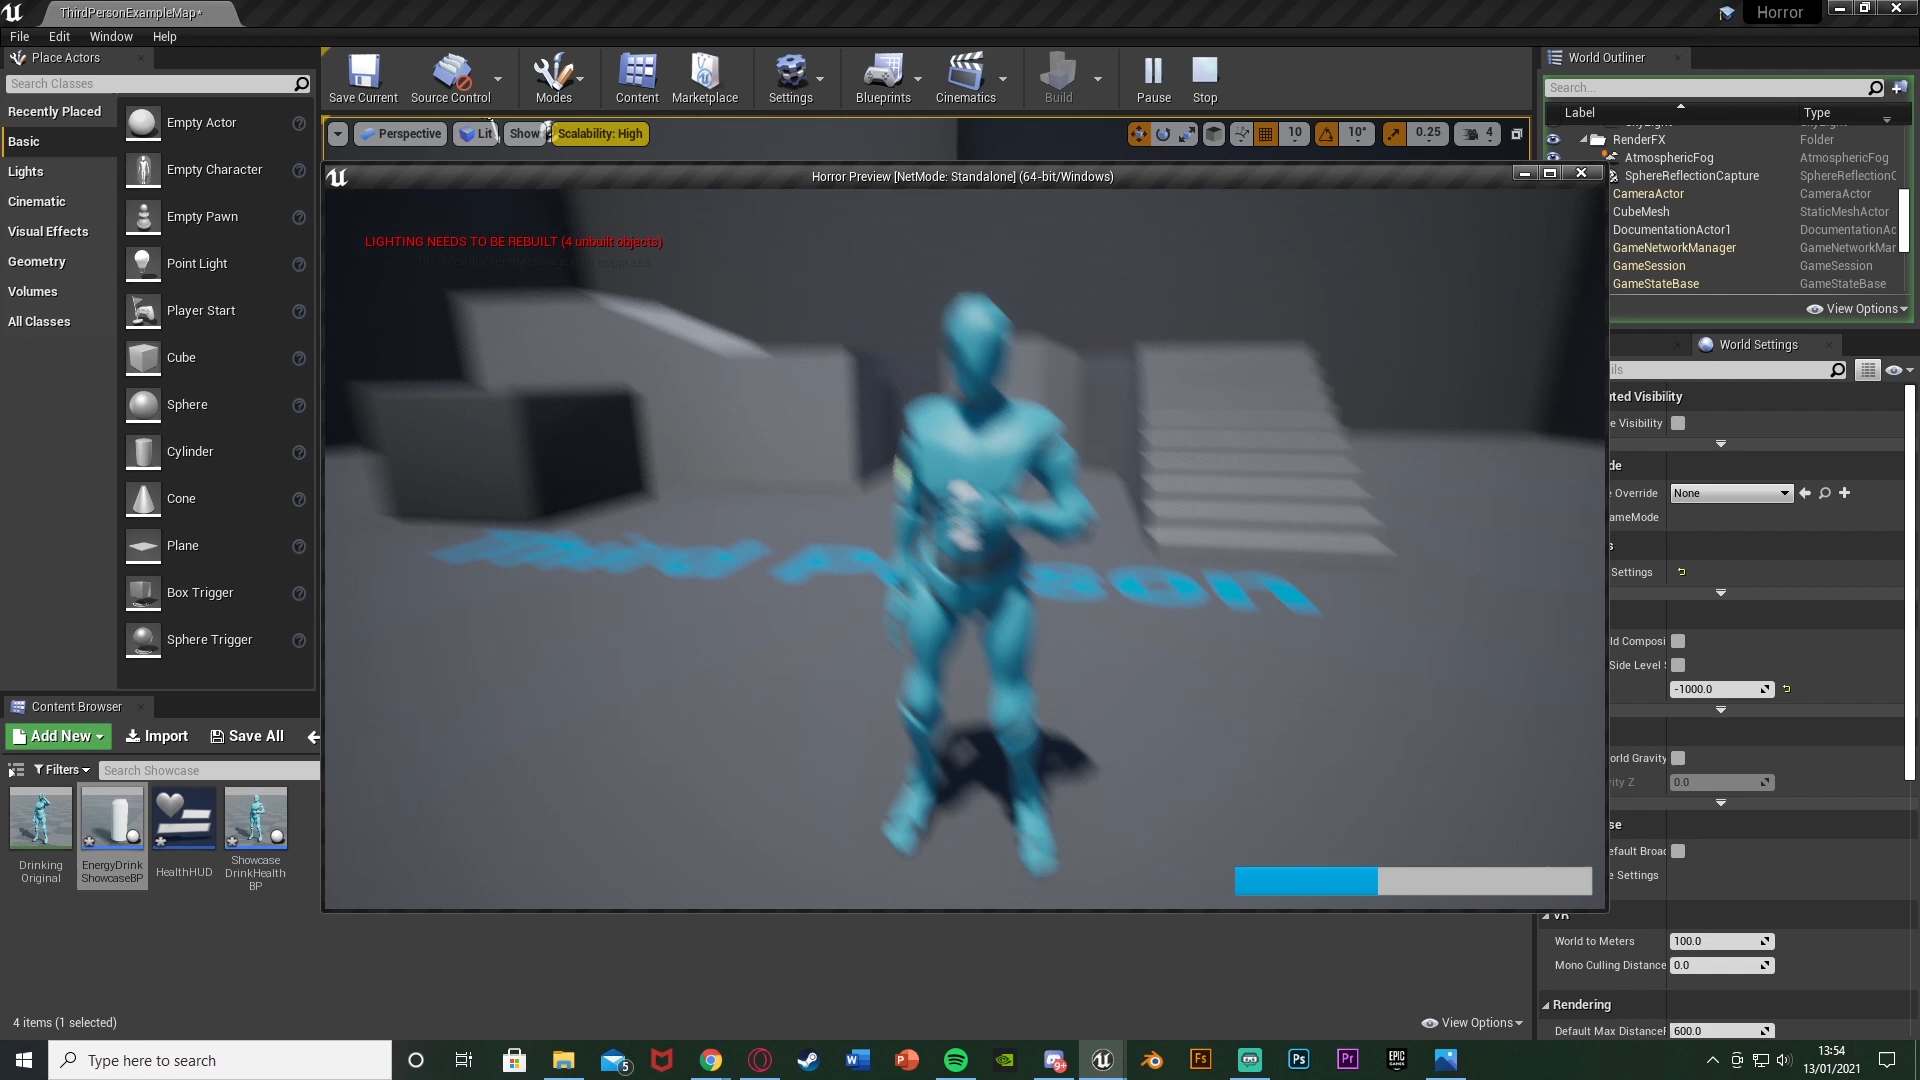 ThirdPersonExampleMap*
Horror
File Edit Window Help
Place Actors
Search Classes
Recently Placed
Basic
Lights
Cinematic
Visual Effects
Geometry
Volumes
All Classes
Empty Actor
Empty Character
Empty Pawn
Point Light
Player Start
Cube
Sphere
Cylinder
Cone
Plane
Box Trigger
Sphere Trigger
Save Current
Source Control
Modes
Content
Marketplace
Settings
Blueprints
Cinematics
Build
Pause
Stop
Perspective
Lit
Show
Scalability: High
10
10°
0.25
4
Horror Preview [NetMode: Standalone] (64-bit/Windows)
LIGHTING NEEDS TO BE REBUILT (4 unbuilt objects)
World Outliner
Search...
Label Type
RenderFX Folder
AtmosphericFog AtmosphericFog
SphereReflectionCapture SphereReflectionC
CameraActor CameraActor
CubeMesh StaticMeshActor
DocumentationActor1 DocumentationAc
GameNetworkManager GameNetworkMar
GameSession GameSession
GameStateBase GameStateBase
View Options
World Settings
ils
uted Visibility
e Visibility
de
e Override None
ameMode
s
Settings
ld Composi
Side Level
-1000.0
orld Gravity
ity Z 0.0
se
efault Broad
e Settings
VR
World to Meters 100.0
Mono Culling Distance 0.0
Rendering
Default Max DistanceF 600.0
Content Browser
Add New Import Save All
Filters Search Showcase
Drinking Original
EnergyDrink ShowcaseBP
HealthHUD
Showcase DrinkHealth BP
4 items (1 selected)
View Options
Type here to search
5
9+
13:54
13/01/2021